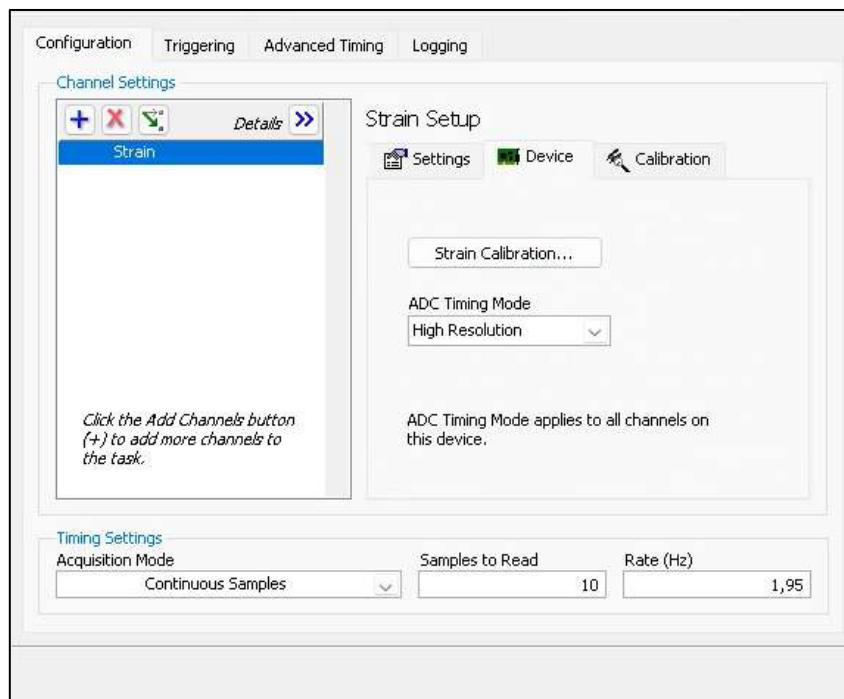 Configuration Triggering Advanced Timing Logging
Channel Settings
Details
Strain
Click the Add Channels button
(+) to add more channels to
the task.
Strain Setup
Settings Device Calibration
Strain Calibration...
ADC Timing Mode
High Resolution
ADC Timing Mode applies to all channels on
this device.
Timing Settings
Acquisition Mode Samples to Read Rate (Hz)
Continuous Samples 10 1,95